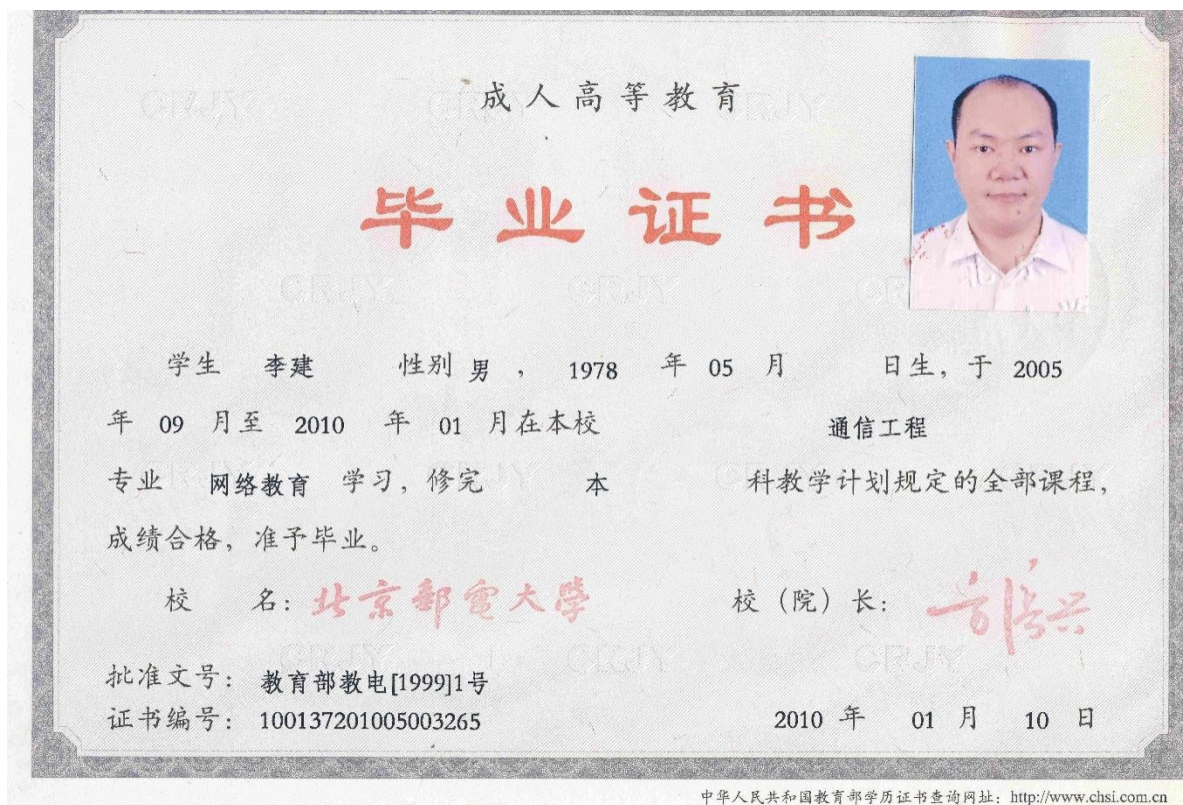 成人高等教育
毕业证书
学生 李建 性别 男 ， 1978 年 05 月 日生，于 2005
年 09 月至 2010 年 01 月在本校 通信工程
专业 网络教育 学习，修完 本 科教学计划规定的全部课程，
成绩合格，准予毕业。
校 名：北京郵電大學 校（院）长：方滨兴
批准文号： 教育部教电[1999]1号
证书编号： 100137201005003265 2010 年 01 月 10 日
中华人民共和国教育部学历证书查询网址：http://www.chsi.com.cn